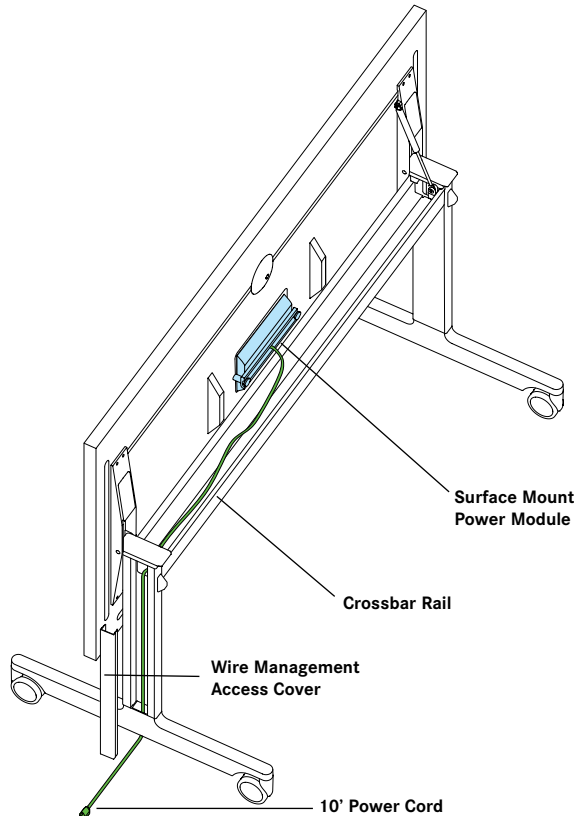 Surface Mount
Power Module
Crossbar Rail
Wire Management
Access Cover
10' Power Cord